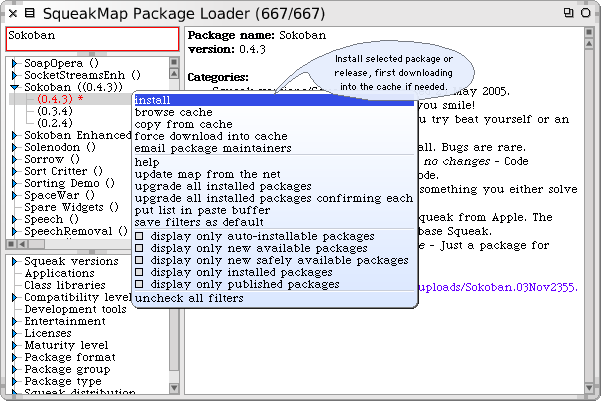 SqueakMap Package Loader (667/667)
Sokoban
SoapOpera ()
SocketStreamsEnh ()
Sokoban ((0.4.3))
(0.4.3) *
(0.3.4)
(0.2.4)
Sokoban Enhanced
Solenodon ()
Sorrow ()
Sort Critter ()
Sorting Demo ()
SpaceWar ()
Spare Widgets ()
Speech ()
SpeechRemoval ()
Squeak versions
Applications
Class libraries
Compatibility level
Development tools
Entertainment
Licenses
Maturity level
Package format
Package group
Package type
Squeak distribution
Package name: Sokoban
version: 0.4.3
Categories:
Install selected package or
release, first downloading
into the cache if needed.
May 2005.
you smile!
u try beat yourself or an
all. Bugs are rare.
no changes - Code
ode.
something you either solve
queak from Apple. The
base Squeak.
e - Just a package for
uploads/Sokoban.03Nov2355.
install
browse cache
copy from cache
force download into cache
email package maintainers
help
update map from the net
upgrade all installed packages
upgrade all installed packages confirming each
put list in paste buffer
save filters as default
display only auto-installable packages
display only new available packages
display only new safely available packages
display only installed packages
display only published packages
uncheck all filters